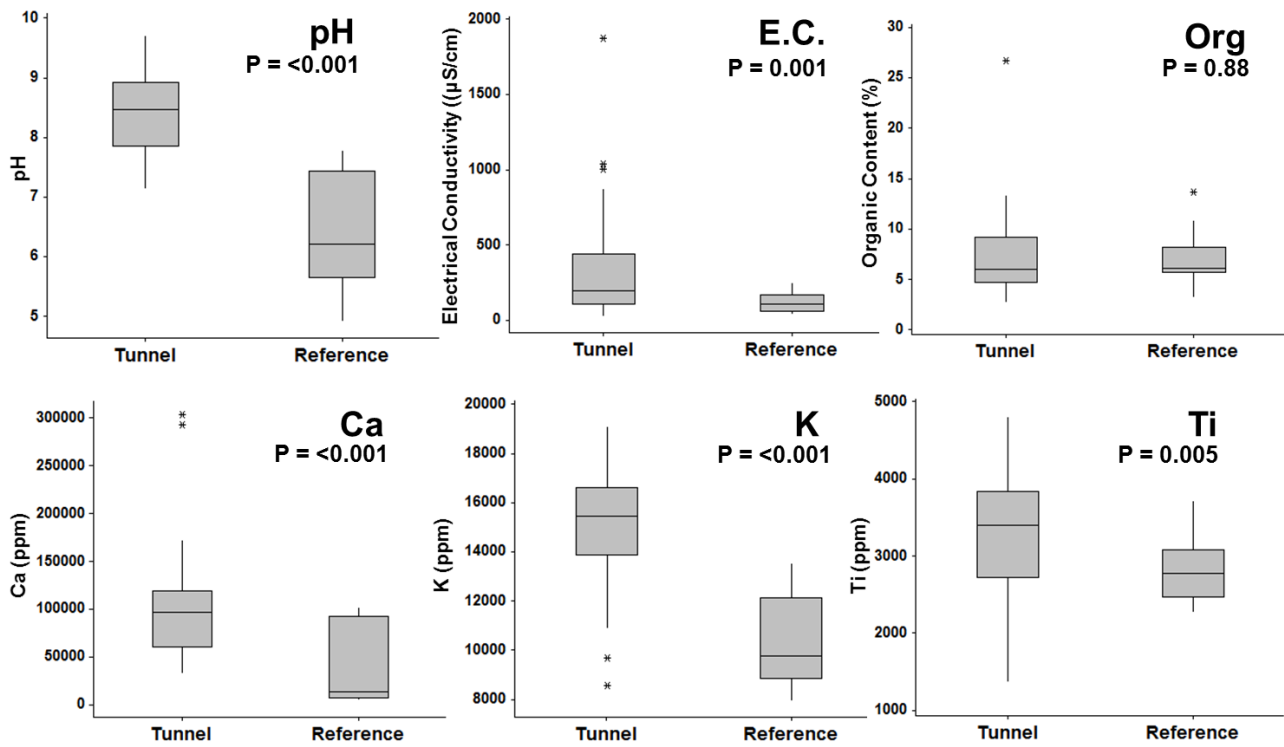 pH
P = <0.001
pH
10
9
8
7
6
5
Tunnel
Reference
E.C.
P = 0.001
Electrical Conductivity ((µS/cm)
2000
1500
1000
500
0
Tunnel
Reference
Org
P = 0.88
Organic Content (%)
30
25
20
15
10
5
0
Tunnel
Reference
Ca
P = <0.001
Ca (ppm)
300000
250000
200000
150000
100000
50000
0
Tunnel
Reference
K
P = <0.001
K (ppm)
20000
18000
16000
14000
12000
10000
8000
Tunnel
Reference
Ti
P = 0.005
Ti (ppm)
5000
4000
3000
2000
1000
Tunnel
Reference